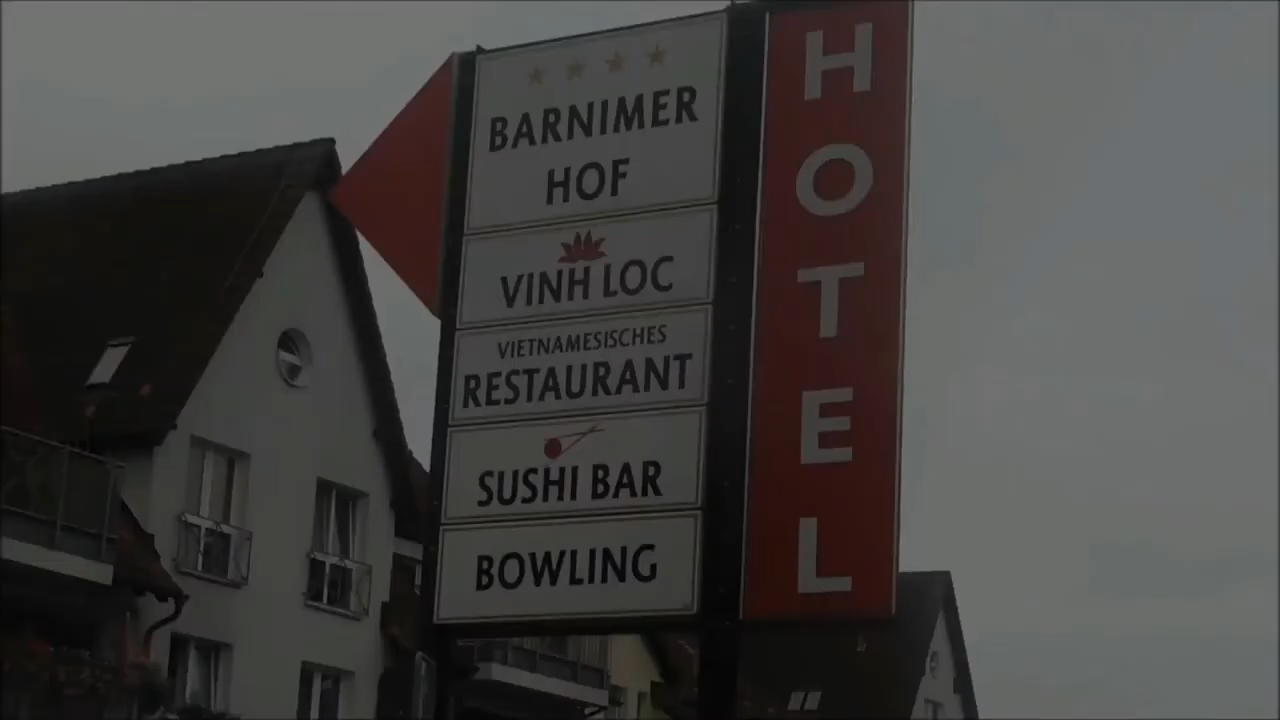 BARNIMER
HOF
VINH LOC
VIETNAMESISCHES
RESTAURANT
SUSHI BAR
BOWLING
HOTEL